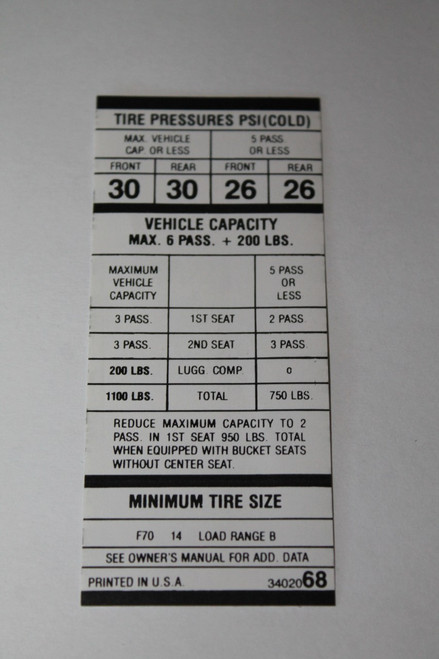 TIRE PRESSURES PSI(COLD)
MAX. VEHICLE 5 PASS
CAP. OR LESS OR LESS
FRONT REAR FRONT REAR
30 30 26 26
VEHICLE CAPACITY
MAX. 6 PASS. + 200 LBS.
MAXIMUM 5 PASS
VEHICLE OR
CAPACITY LESS
3 PASS. 1ST SEAT 2 PASS.
3 PASS. 2ND SEAT 3 PASS.
200 LBS. LUGG. COMP. 0
1100 LBS. TOTAL 750 LBS.
REDUCE MAXIMUM CAPACITY TO 2
PASS. IN 1ST SEAT 950 LBS. TOTAL
WHEN EQUIPPED WITH BUCKET SEATS
WITHOUT CENTER SEAT.
MINIMUM TIRE SIZE
F70 14 LOAD RANGE B
SEE OWNER'S MANUAL FOR ADD. DATA
PRINTED IN U.S.A. 3402068